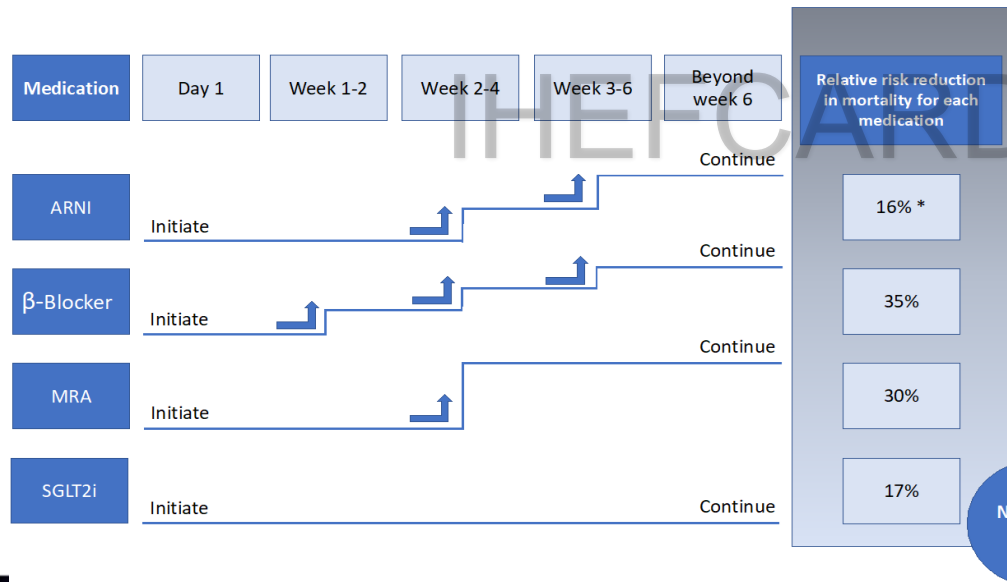 Medication
Day 1
Week 1-2
Week 2-4
Week 3-6
Beyond
week 6
Relative risk reduction
in mortality for each
medication
IHEFCARD
ARNI
Initiate
Continue
16% *
β-Blocker
Initiate
Continue
35%
MRA
Initiate
Continue
30%
SGLT2i
Initiate
Continue
17%